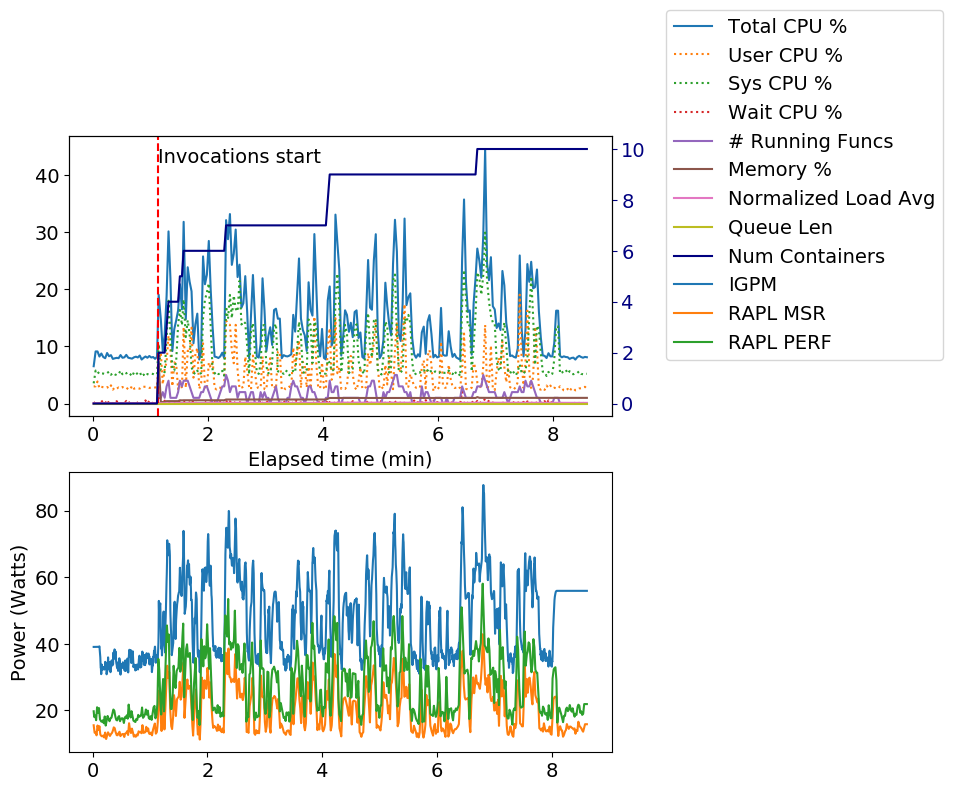 Total CPU %
User CPU %
Sys CPU %
Wait CPU %
# Running Funcs
Memory %
Normalized Load Avg
Queue Len
Num Containers
IGPM
RAPL MSR
RAPL PERF
Invocations start
40
30
20
10
0
10
8
6
4
2
0
0 2 4 6 8
Elapsed time (min)
Power (Watts)
80
60
40
20
0 2 4 6 8